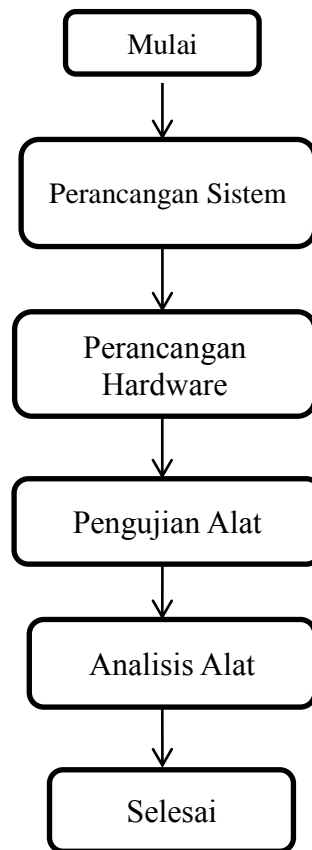 Mulai
Perancangan Sistem
Perancangan
Hardware
Pengujian Alat
Analisis Alat
Selesai